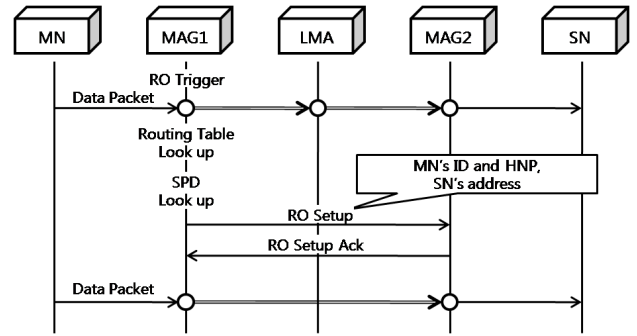 MN MAG1 LMA MAG2 SN
RO Trigger
Data Packet
Routing Table
Look up
MN's ID and HNP,
SN's address
SPD
Look up
RO Setup
RO Setup Ack
Data Packet